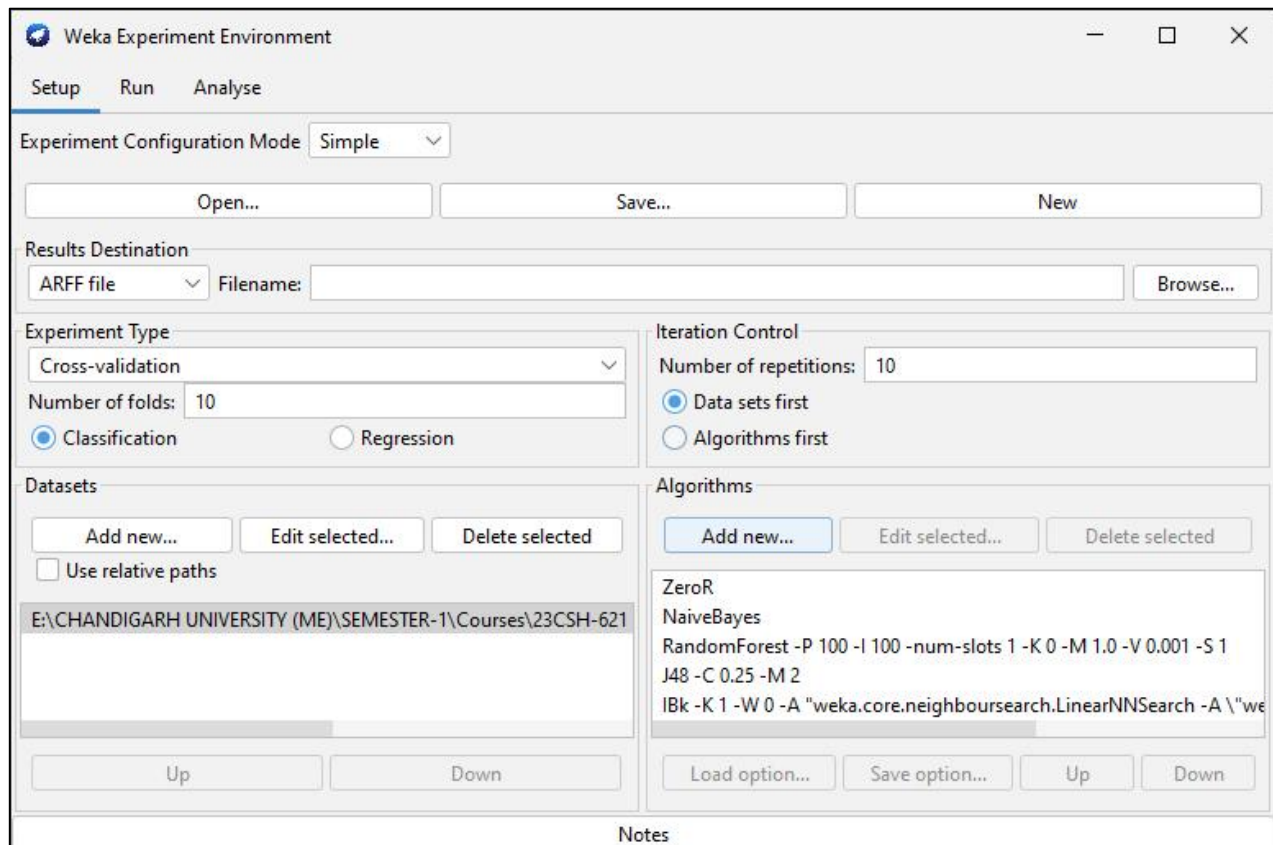 Weka Experiment Environment
Setup Run Analyse
Experiment Configuration Mode Simple
Open... Save... New
Results Destination
ARFF file Filename: Browse...
Experiment Type
Cross-validation
Number of folds: 10
Classification Regression
Iteration Control
Number of repetitions: 10
Data sets first
Algorithms first
Datasets
Add new... Edit selected... Delete selected
Use relative paths
E:\CHANDIGARH UNIVERSITY (ME)\SEMESTER-1\Courses\23CSH-621
Up Down
Algorithms
Add new... Edit selected... Delete selected
ZeroR
NaiveBayes
RandomForest -P 100 -I 100 -num-slots 1 -K 0 -M 1.0 -V 0.001 -S 1
J48 -C 0.25 -M 2
IBk -K 1 -W 0 -A "weka.core.neighboursearch.LinearNNSearch -A \"we
Load option... Save option... Up Down
Notes